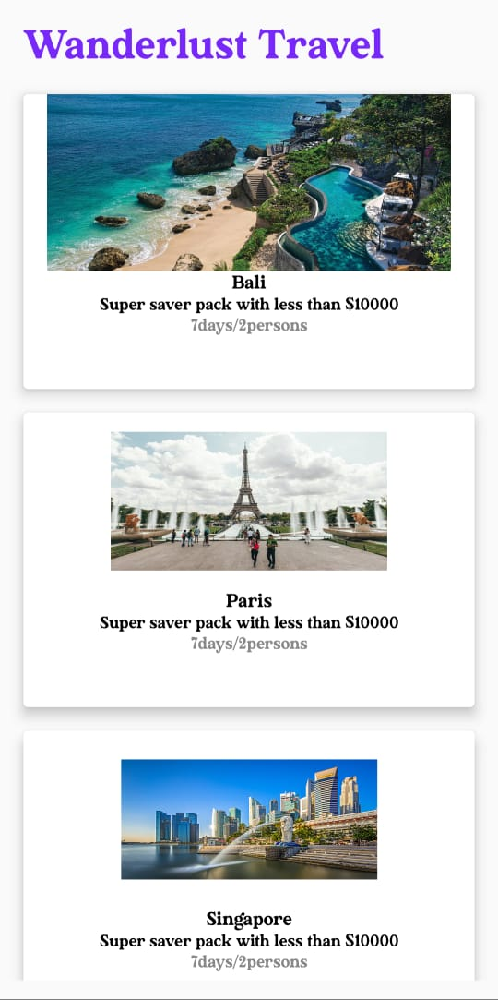 Wanderlust Travel
Bali
Super saver pack with less than $10000
7days/2persons
Paris
Super saver pack with less than $10000
7days/2persons
Singapore
Super saver pack with less than $10000
7days/2persons